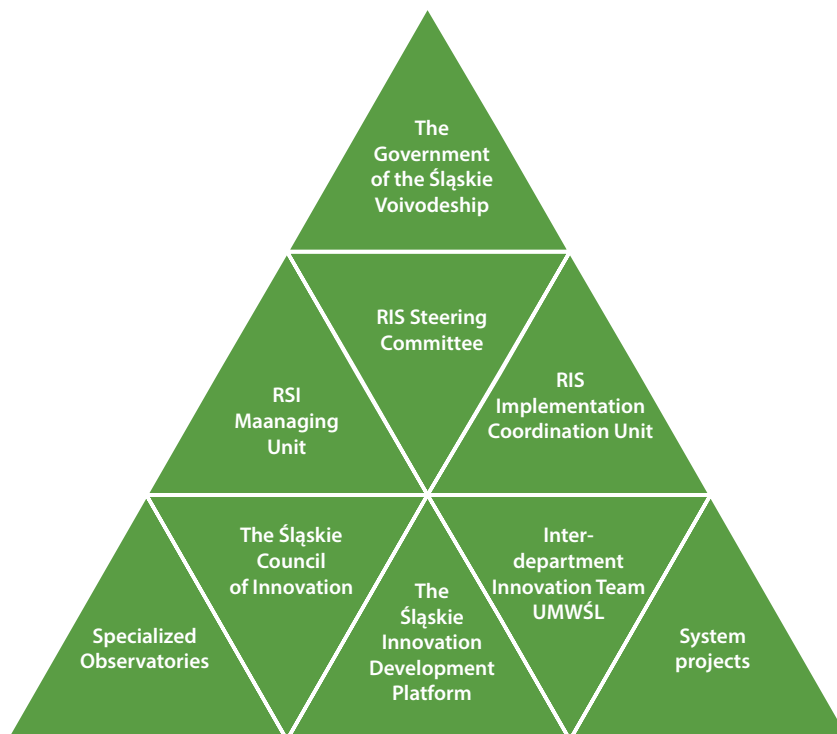 The
Government
of the Śląskie
Voivodeship
RIS Steering
Committee
RSI
Maanaging
Unit
RIS
Implementation
Coordination Unit
The Śląskie
Council
of Innovation
Inter-
department
Innovation Team
UMWŚL
Specialized
Observatories
The
Śląskie
Innovation
Development
Platform
System
projects